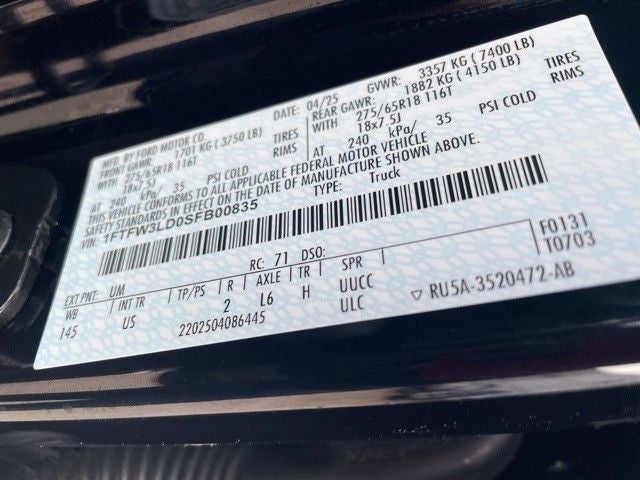 MFD. BY FORD MOTOR CO.
DATE: 04/25 GVWR: 3357 KG ( 7400 LB)
FRONT GAWR: 1701 KG ( 3750 LB) REAR GAWR: 1882 KG ( 4150 LB)
WITH 275/65R18 116T TIRES WITH 275/65R18 116T TIRES
18x7.5J RIMS 18x7.5J RIMS
AT 240 kPa/ 35 PSI COLD AT 240 kPa/ 35 PSI COLD
THIS VEHICLE CONFORMS TO ALL APPLICABLE FEDERAL MOTOR VEHICLE
SAFETY STANDARDS IN EFFECT ON THE DATE OF MANUFACTURE SHOWN ABOVE.
VIN: 1FTFW3LD0SFB00835 TYPE: Truck
F0131
T0703
EXT PNT: UM RC: 71 DSO:
WB INT TR TP/PS R AXLE TR SPR
145 US 2 L6 H UUCC
2202504086445 ULC ▽ RU5A-3520472-AB